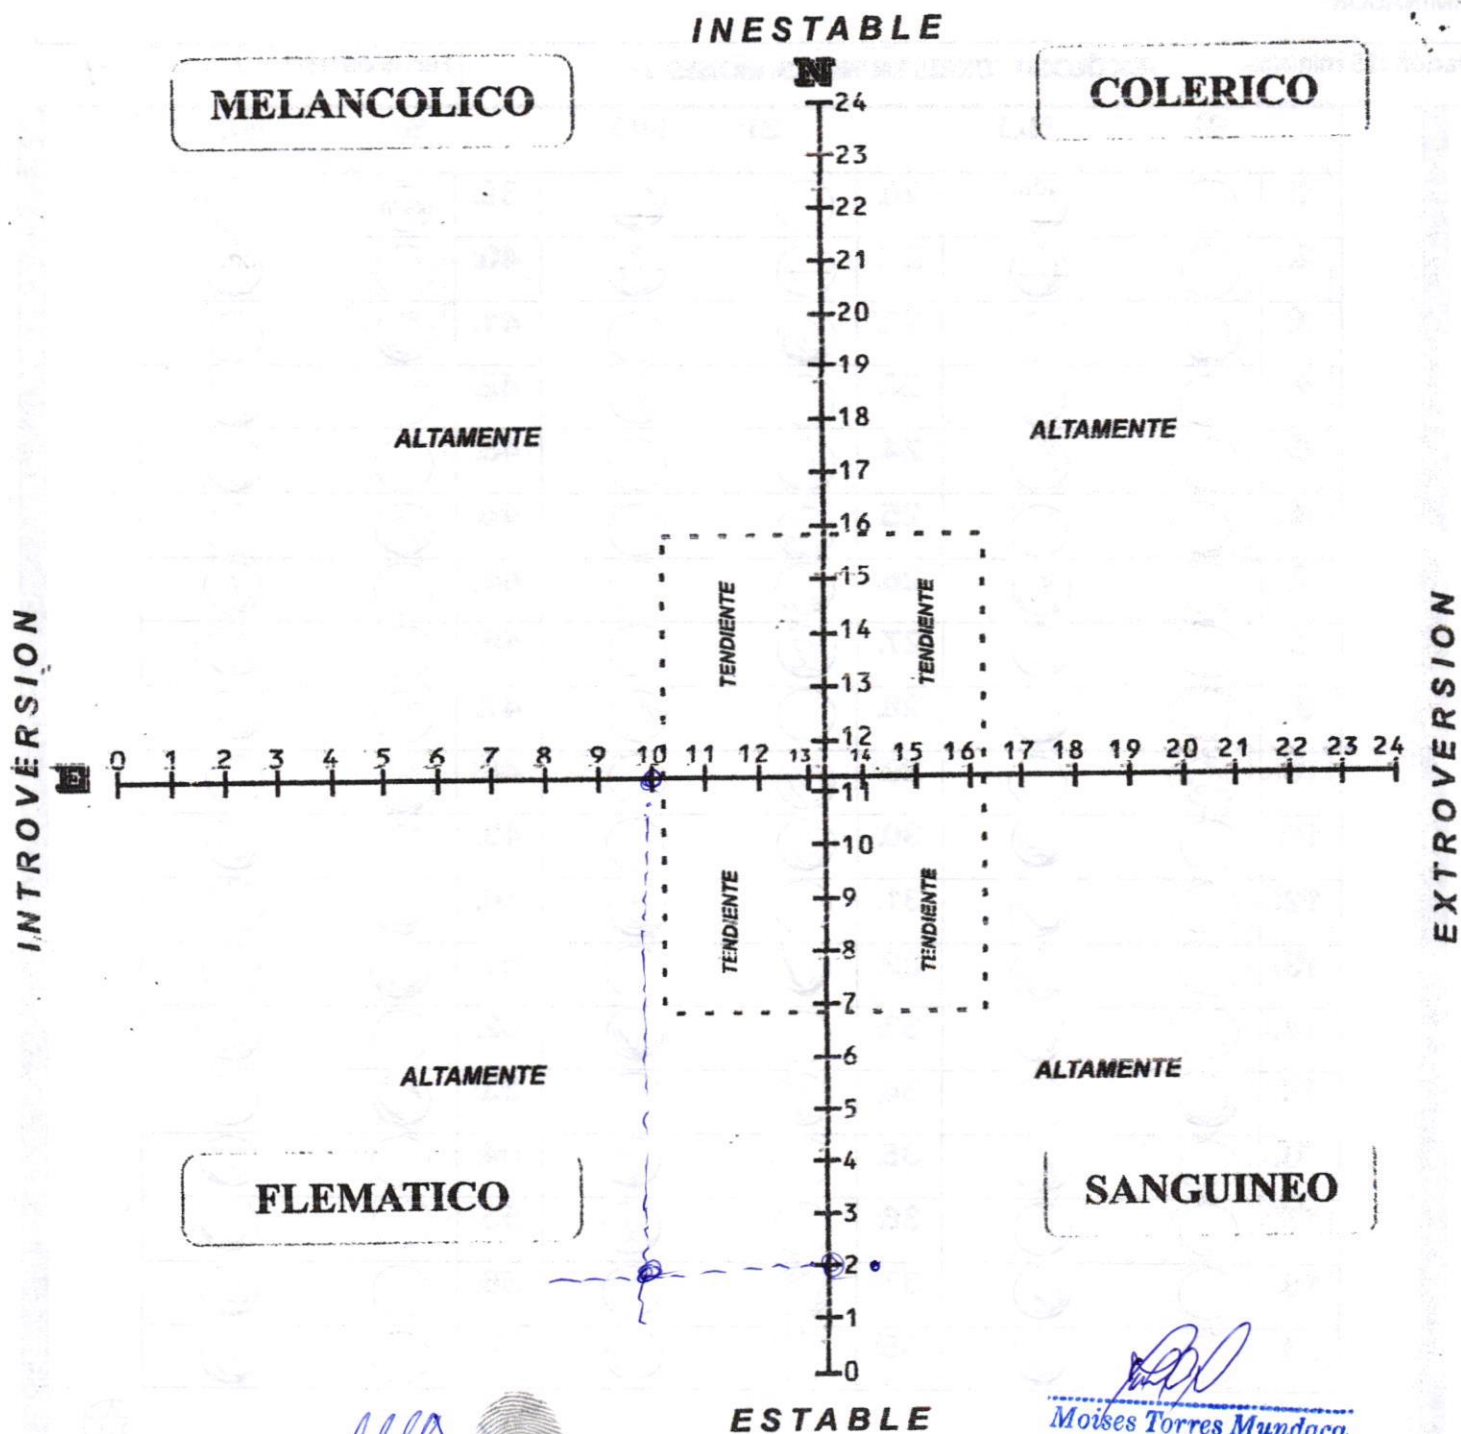 INESTABLE
MELANCOLICO
COLERICO
N
24
23
22
21
20
19
18
17
16
15
14
13
12
ALTAMENTE
ALTAMENTE
TENDIENTE
TENDIENTE
INTROVERSION
EXTROVERSION
E
0 1 2 3 4 5 6 7 8 9 10 11 12 13 14 15 16 17 18 19 20 21 22 23 24
11
10
9
8
7
6
5
4
3
2
1
0
TENDIENTE
TENDIENTE
ALTAMENTE
ALTAMENTE
FLEMATICO
SANGUINEO
ESTABLE
Moises Torres Mundaca